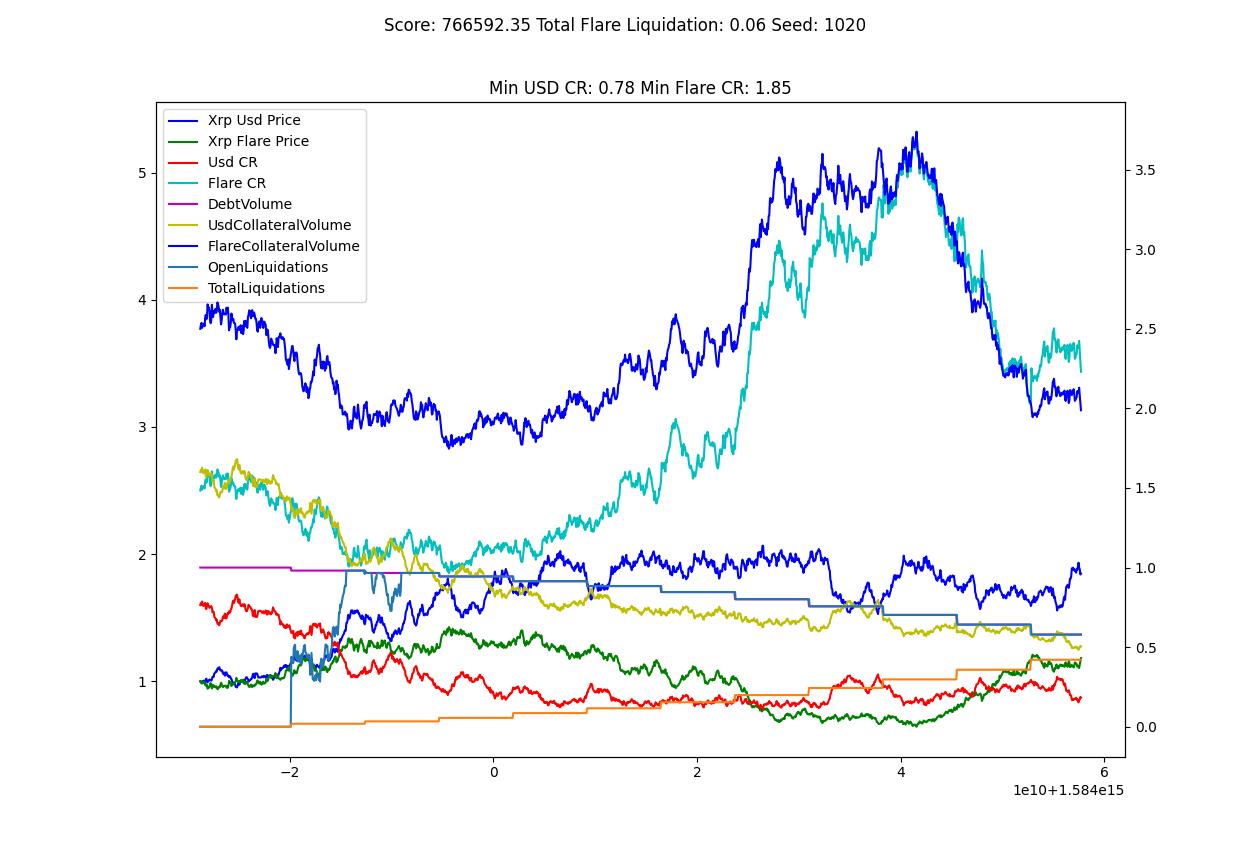 Score: 766592.35 Total Flare Liquidation: 0.06 Seed: 1020
Min USD CR: 0.78 Min Flare CR: 1.85
Xrp Usd Price
Xrp Flare Price
Usd CR
Flare CR
DebtVolume
UsdCollateralVolume
FlareCollateralVolume
OpenLiquidations
TotalLiquidations
5
4
3
2
1
3.5
3.0
2.5
2.0
1.5
1.0
0.5
0.0
−2
0
2
4
6
1e10+1.584e15